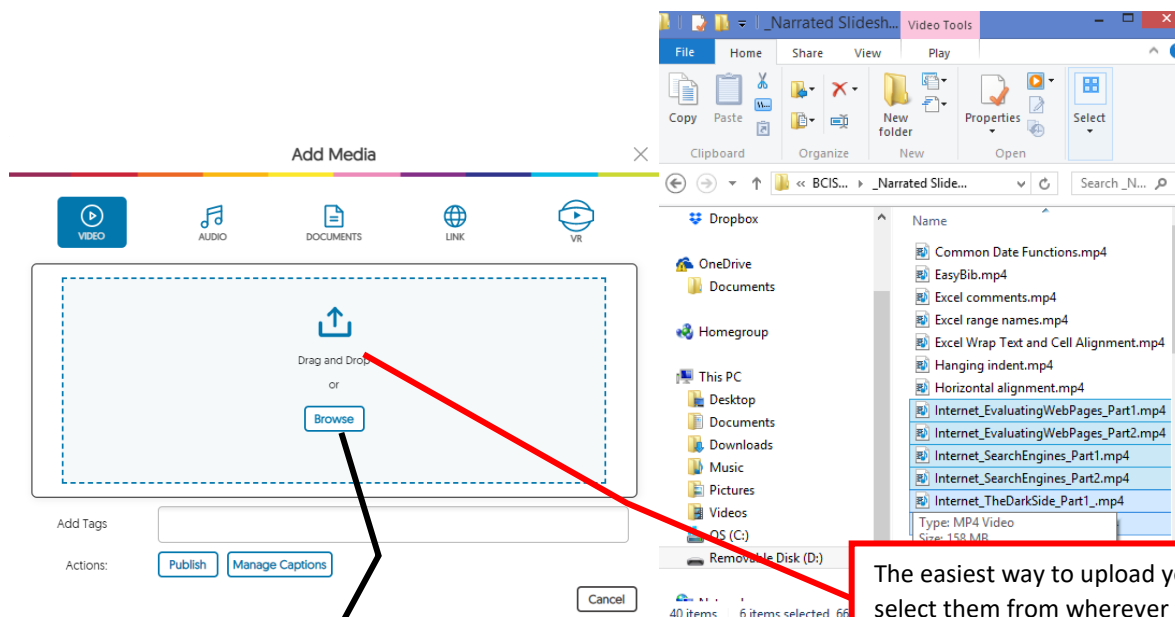 Add Media
VIDEO
AUDIO
DOCUMENTS
LINK
VR
Drag and Drop
or
Browse
Add Tags
Actions:
Publish
Manage Captions
Cancel
_Narrated Slidesh...
Video Tools
File
Home
Share
View
Play
Copy
Paste
New
folder
Properties
Select
Clipboard
Organize
New
Open
« BCIS...
_Narrated Slide...
Search _N...
Dropbox
OneDrive
Documents
Homegroup
This PC
Desktop
Documents
Downloads
Music
Pictures
Videos
OS (C:)
Removable Disk (D:)
Name
Common Date Functions.mp4
EasyBib.mp4
Excel comments.mp4
Excel range names.mp4
Excel Wrap Text and Cell Alignment.mp4
Hanging indent.mp4
Horizontal alignment.mp4
Internet_EvaluatingWebPages_Part1.mp4
Internet_EvaluatingWebPages_Part2.mp4
Internet_SearchEngines_Part1.mp4
Internet_SearchEngines_Part2.mp4
Internet_TheDarkSide_Part1_.mp4
Type: MP4 Video
Size: 158 MB
40 items
6 items selected 66
The easiest way to upload
select them from wherever